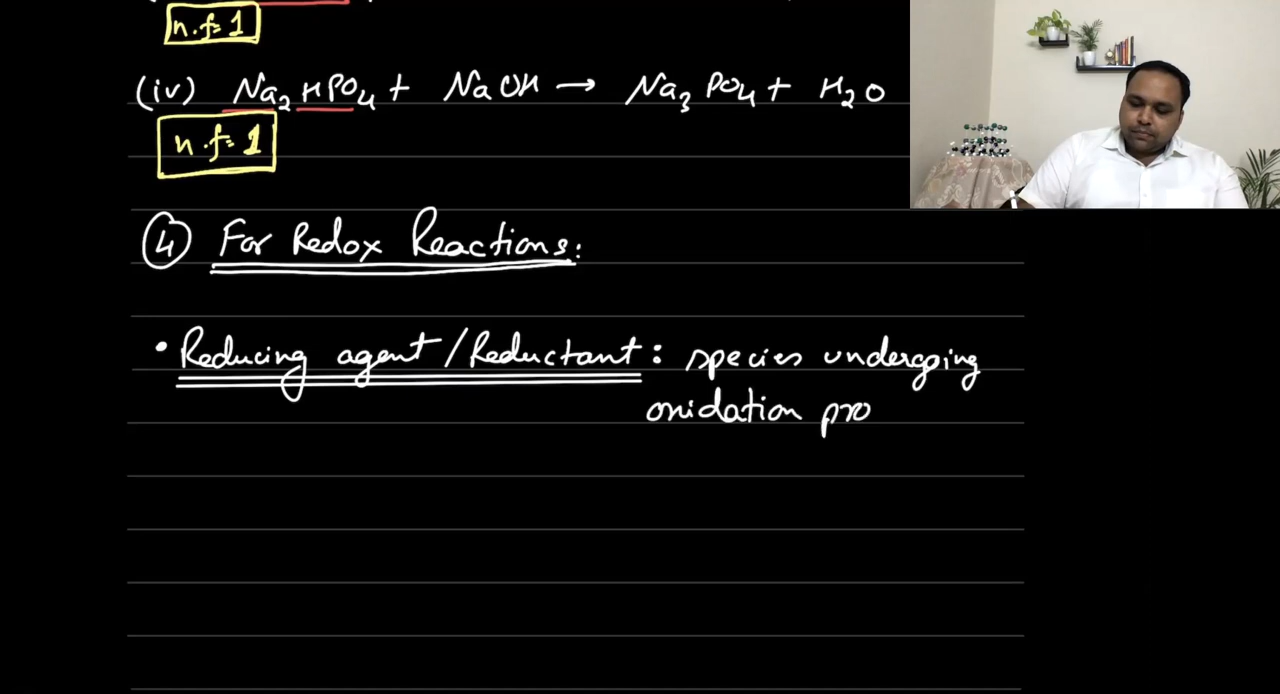 n.f=1
(iv) Na₂HPO₄ + NaOH → Na₃PO₄ + H₂O
n.f=1
④ For Redox Reactions:
• Reducing agent/Reductant: species undergoing
oxidation pro